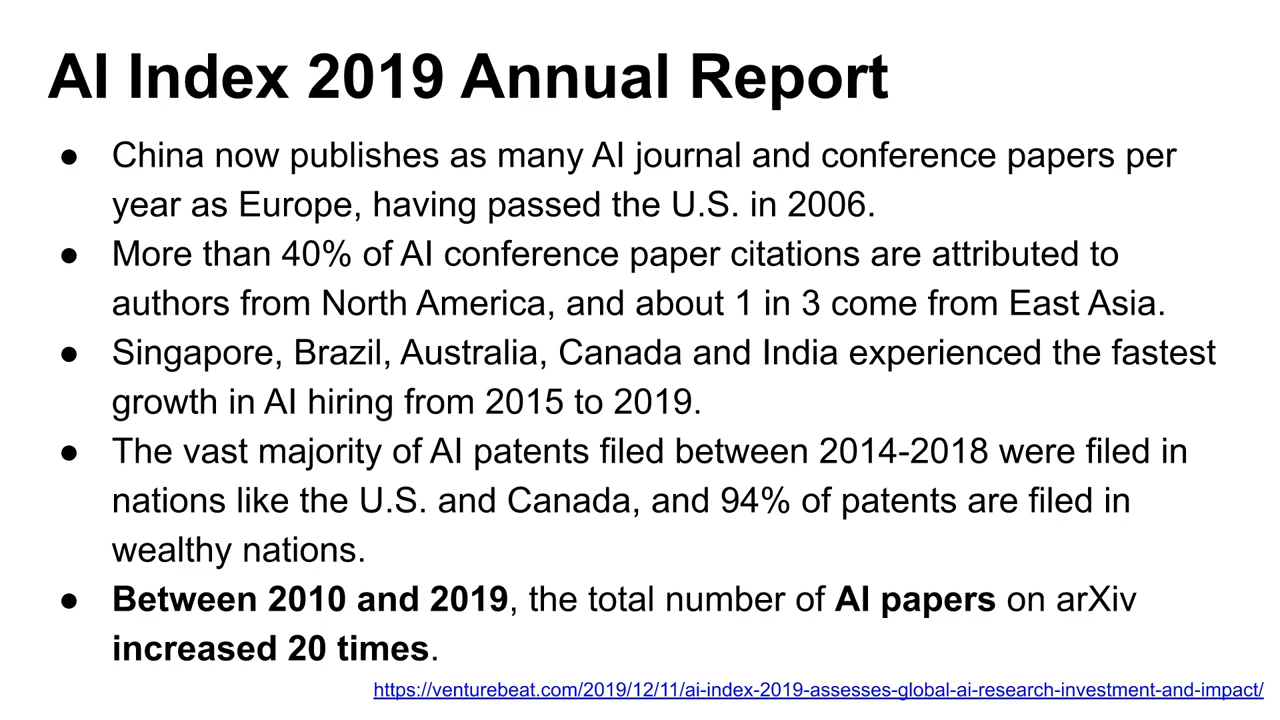 AI Index 2019 Annual Report
● China now publishes as many AI journal and conference papers per
year as Europe, having passed the U.S. in 2006.
● More than 40% of AI conference paper citations are attributed to
authors from North America, and about 1 in 3 come from East Asia.
● Singapore, Brazil, Australia, Canada and India experienced the fastest
growth in AI hiring from 2015 to 2019.
● The vast majority of AI patents filed between 2014-2018 were filed in
nations like the U.S. and Canada, and 94% of patents are filed in
wealthy nations.
● Between 2010 and 2019, the total number of AI papers on arXiv
increased 20 times.
https://venturebeat.com/2019/12/11/ai-index-2019-assesses-global-ai-research-investment-and-impact/